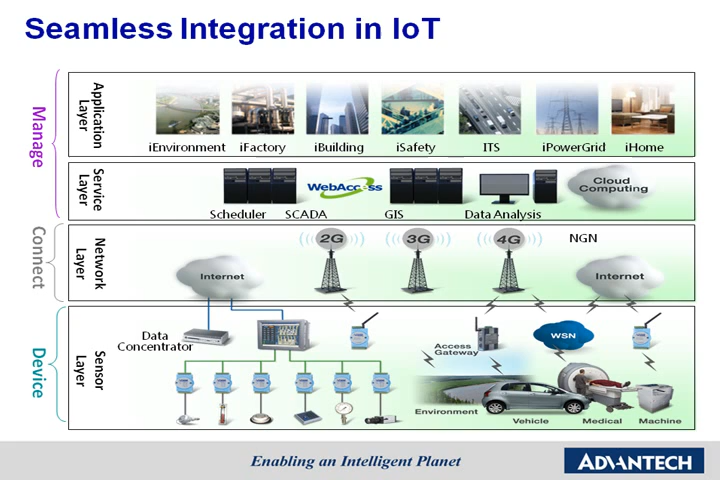 Seamless Integration in IoT
Manage
Application
Layer
iEnvironment iFactory iBuilding iSafety ITS iPowerGrid iHome
Service
Layer
WebAccess
Cloud
Computing
Scheduler SCADA GIS Data Analysis
Connect
Network
Layer
2G 3G 4G NGN
Internet Internet
Device
Sensor
Layer
Data
Concentrator
Access
Gateway
WSN
Environment
Vehicle Medical Machine
Enabling an Intelligent Planet
ADVANTECH